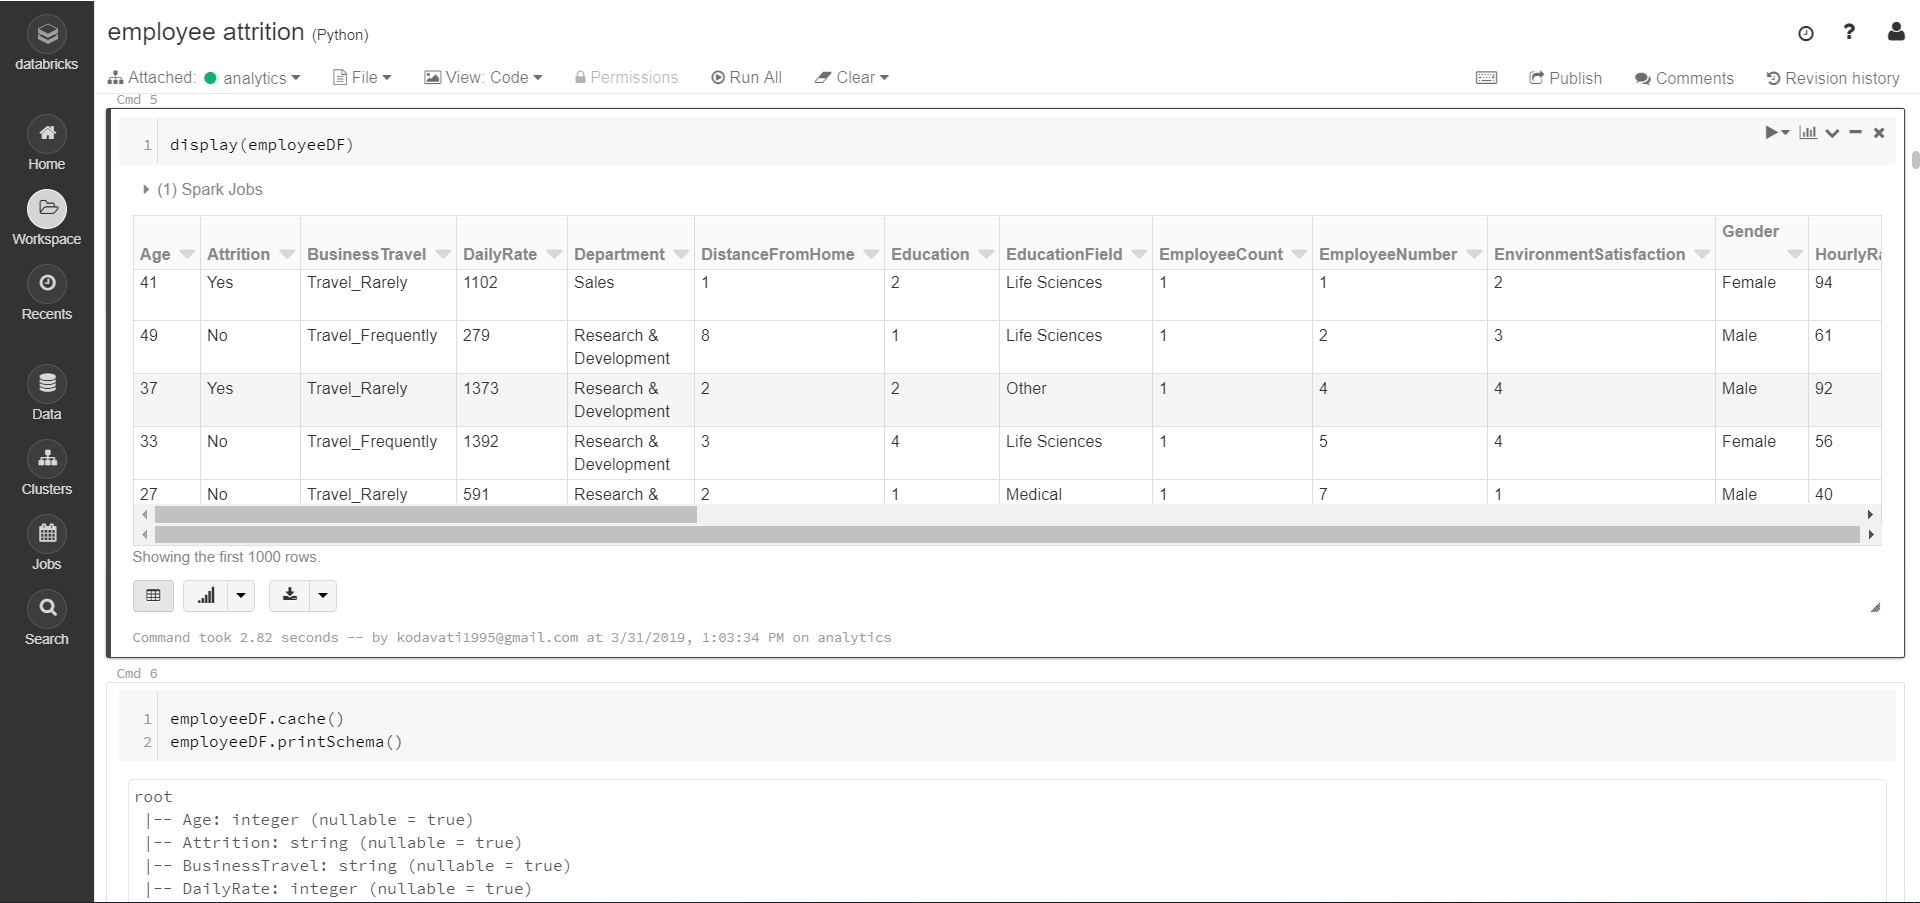 databricks
Home
Workspace
Recents
Data
Clusters
Jobs
Search
employee attrition (Python)
Attached: analytics File View: Code Permissions Run All Clear Publish Comments Revision history
Cmd 5
1 display(employeeDF)
(1) Spark Jobs
Age Attrition BusinessTravel DailyRate Department DistanceFromHome Education EducationField EmployeeCount EmployeeNumber EnvironmentSatisfaction Gender HourlyRa
41 Yes Travel_Rarely 1102 Sales 1 2 Life Sciences 1 1 2 Female 94
49 No Travel_Frequently 279 Research & 8 1 Life Sciences 1 2 3 Male 61
Development
37 Yes Travel_Rarely 1373 Research & 2 2 Other 1 4 4 Male 92
Development
33 No Travel_Frequently 1392 Research & 3 4 Life Sciences 1 5 4 Female 56
Development
27 No Travel_Rarely 591 Research & 2 1 Medical 1 7 1 Male 40
Showing the first 1000 rows.
Command took 2.82 seconds -- by kodavati1995@gmail.com at 3/31/2019, 1:03:34 PM on analytics
Cmd 6
1 employeeDF.cache()
2 employeeDF.printSchema()
root
|-- Age: integer (nullable = true)
|-- Attrition: string (nullable = true)
|-- BusinessTravel: string (nullable = true)
|-- DailyRate: integer (nullable = true)